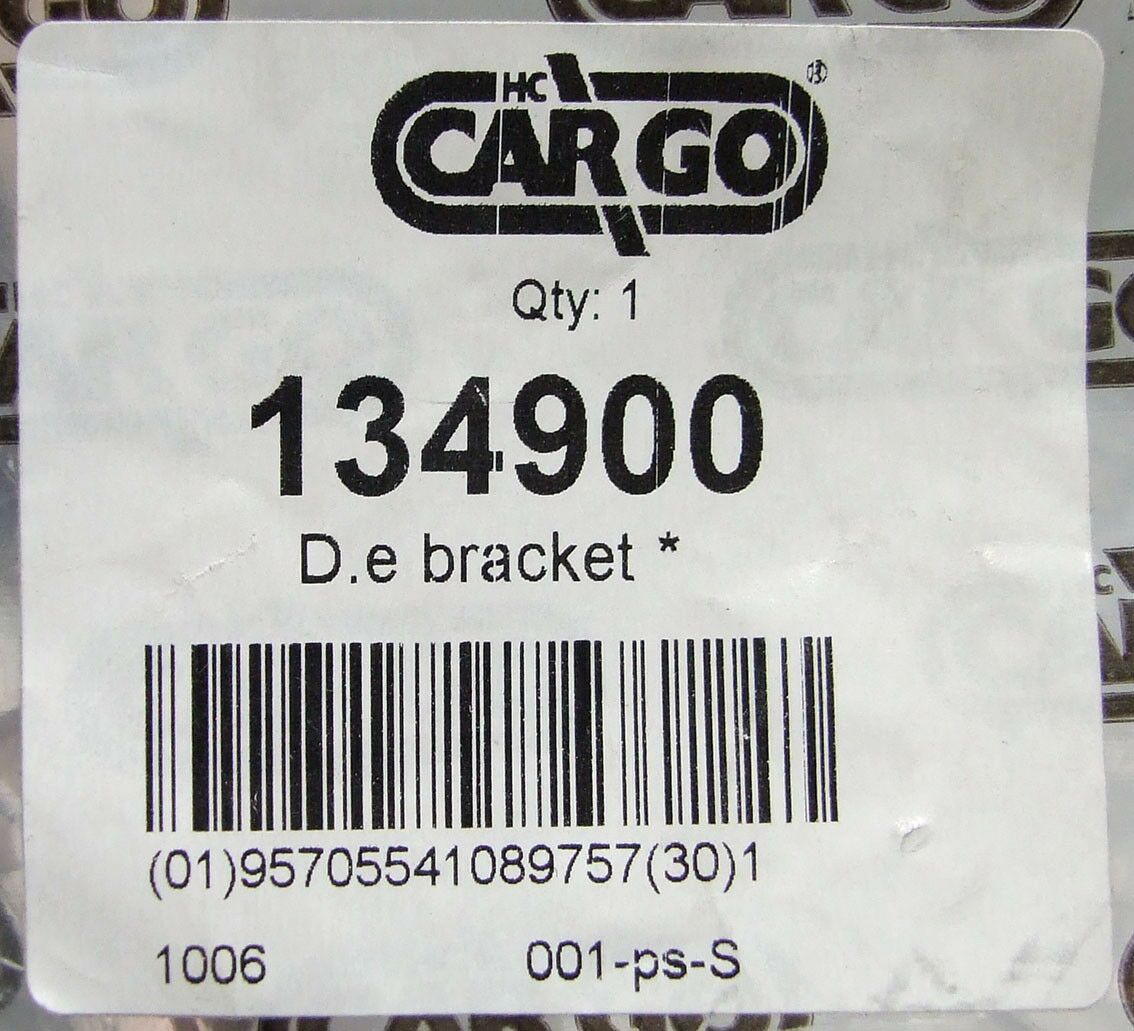 HC
CARGO®
Qty: 1
134900
D.e bracket *
(01)95705541089757(30)1
1006 001-ps-S